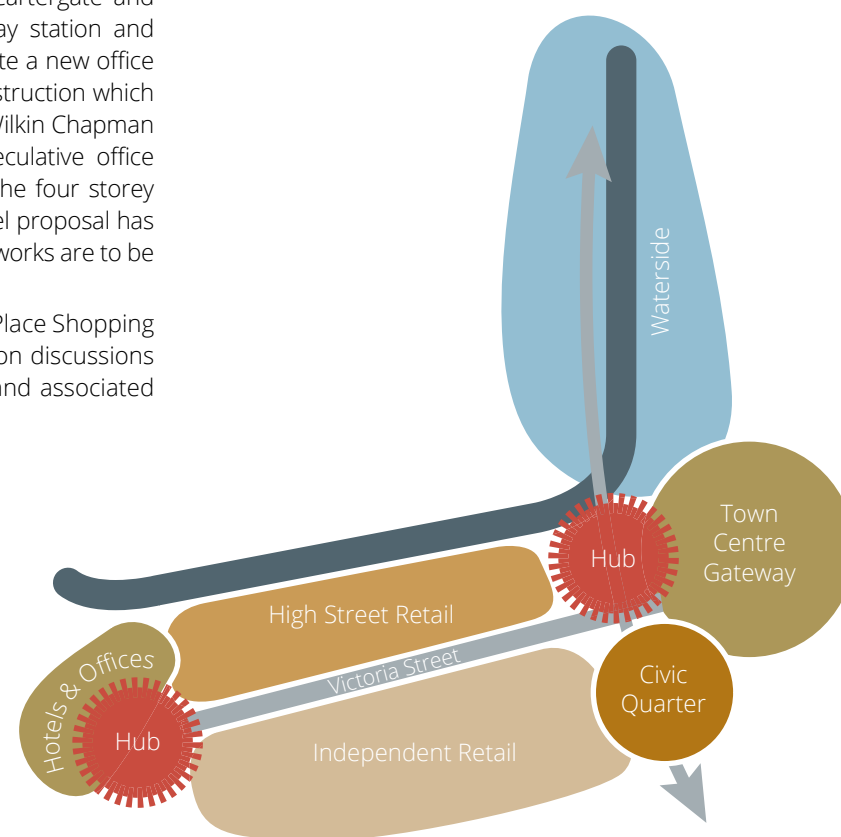 Cartergate and
ay station and
te a new office
struction which
Wilkin Chapman
eculative office
he four storey
el proposal has
works are to be
Place Shopping
on discussions
and associated
Waterside
Town
Centre
Gateway
Hub
High Street Retail
Victoria Street
Hotels & Offices
Hub
Civic
Quarter
Independent Retail